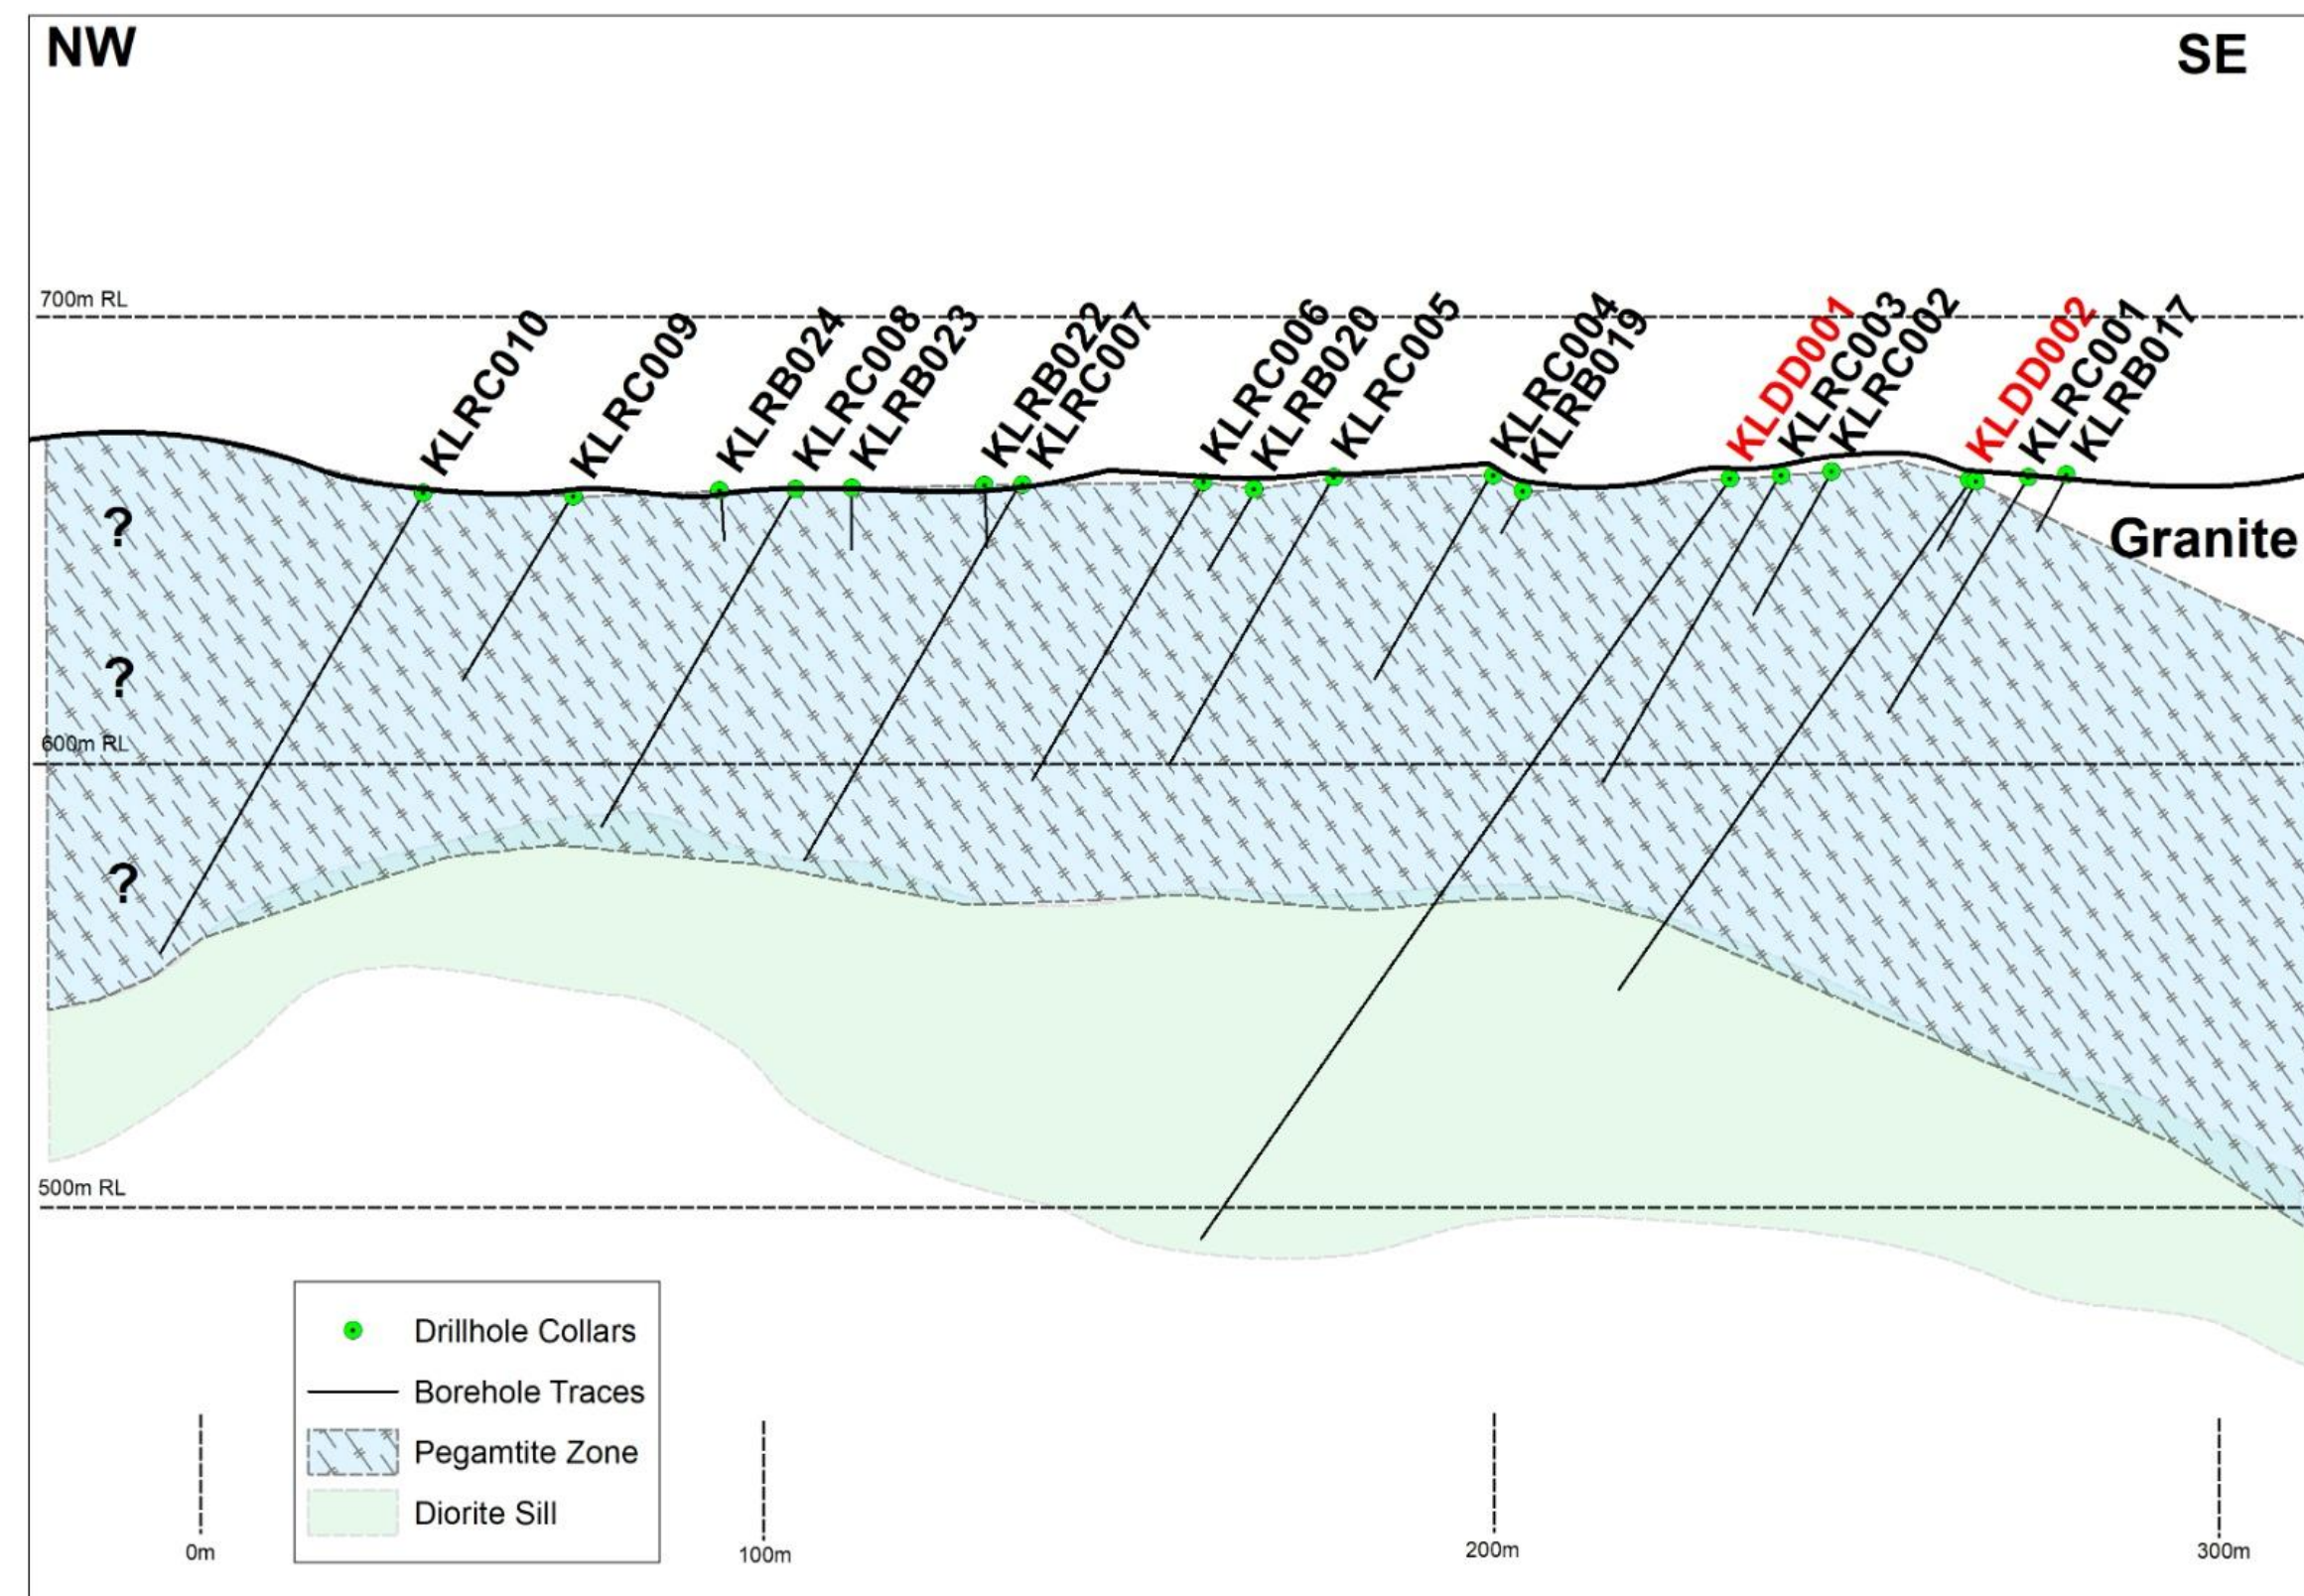 NW
SE
700m RL
KLRC010
KLRC009
KLRB024
KLRC008
KLRB023
KLRB022
KLRC007
KLRC006
KLRB020
KLRC005
KLRC004
KLRB019
KLDD001
KLRC003
KLRC002
KLDD002
KLRC001
KLRB017
?
Granite
?
600m RL
?
500m RL
Drillhole Collars
Borehole Traces
Pegamtite Zone
Diorite Sill
0m
100m
200m
300m